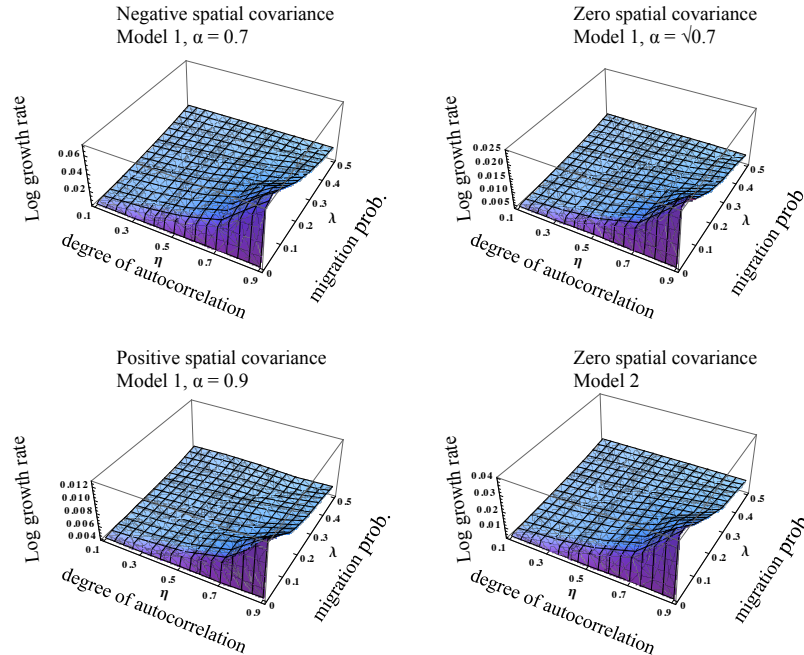 Negative spatial covariance
Model 1, α = 0.7
Log growth rate
0.06
0.04
0.02
0.1
0.3
0.5
0.7
0.9
η
degree of autocorrelation
0
0.1
0.2
0.3
0.4
0.5
λ
migration prob.
Zero spatial covariance
Model 1, α = √0.7
Log growth rate
0.025
0.020
0.015
0.010
0.005
0.1
0.3
0.5
0.7
0.9
η
degree of autocorrelation
0
0.1
0.2
0.3
0.4
0.5
λ
migration prob.
Positive spatial covariance
Model 1, α = 0.9
Log growth rate
0.012
0.010
0.008
0.006
0.004
0.1
0.3
0.5
0.7
0.9
η
degree of autocorrelation
0
0.1
0.2
0.3
0.4
0.5
λ
migration prob.
Zero spatial covariance
Model 2
Log growth rate
0.04
0.03
0.02
0.01
0.1
0.3
0.5
0.7
0.9
η
degree of autocorrelation
0
0.1
0.2
0.3
0.4
0.5
λ
migration prob.